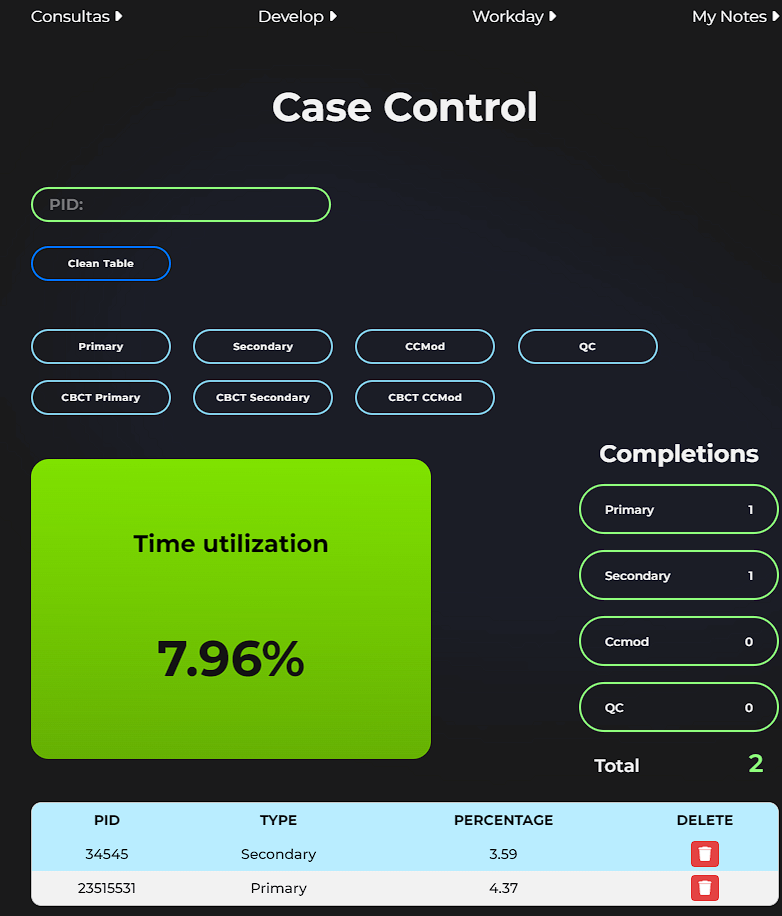 Consultas Develop Workday My Notes
Case Control
PID:
Clean Table
Primary Secondary CCMod QC
CBCT Primary CBCT Secondary CBCT CCMod
Time utilization
7.96%
Completions
Primary 1
Secondary 1
Ccmod 0
QC 0
Total 2
PID TYPE PERCENTAGE DELETE
34545 Secondary 3.59
23515531 Primary 4.37